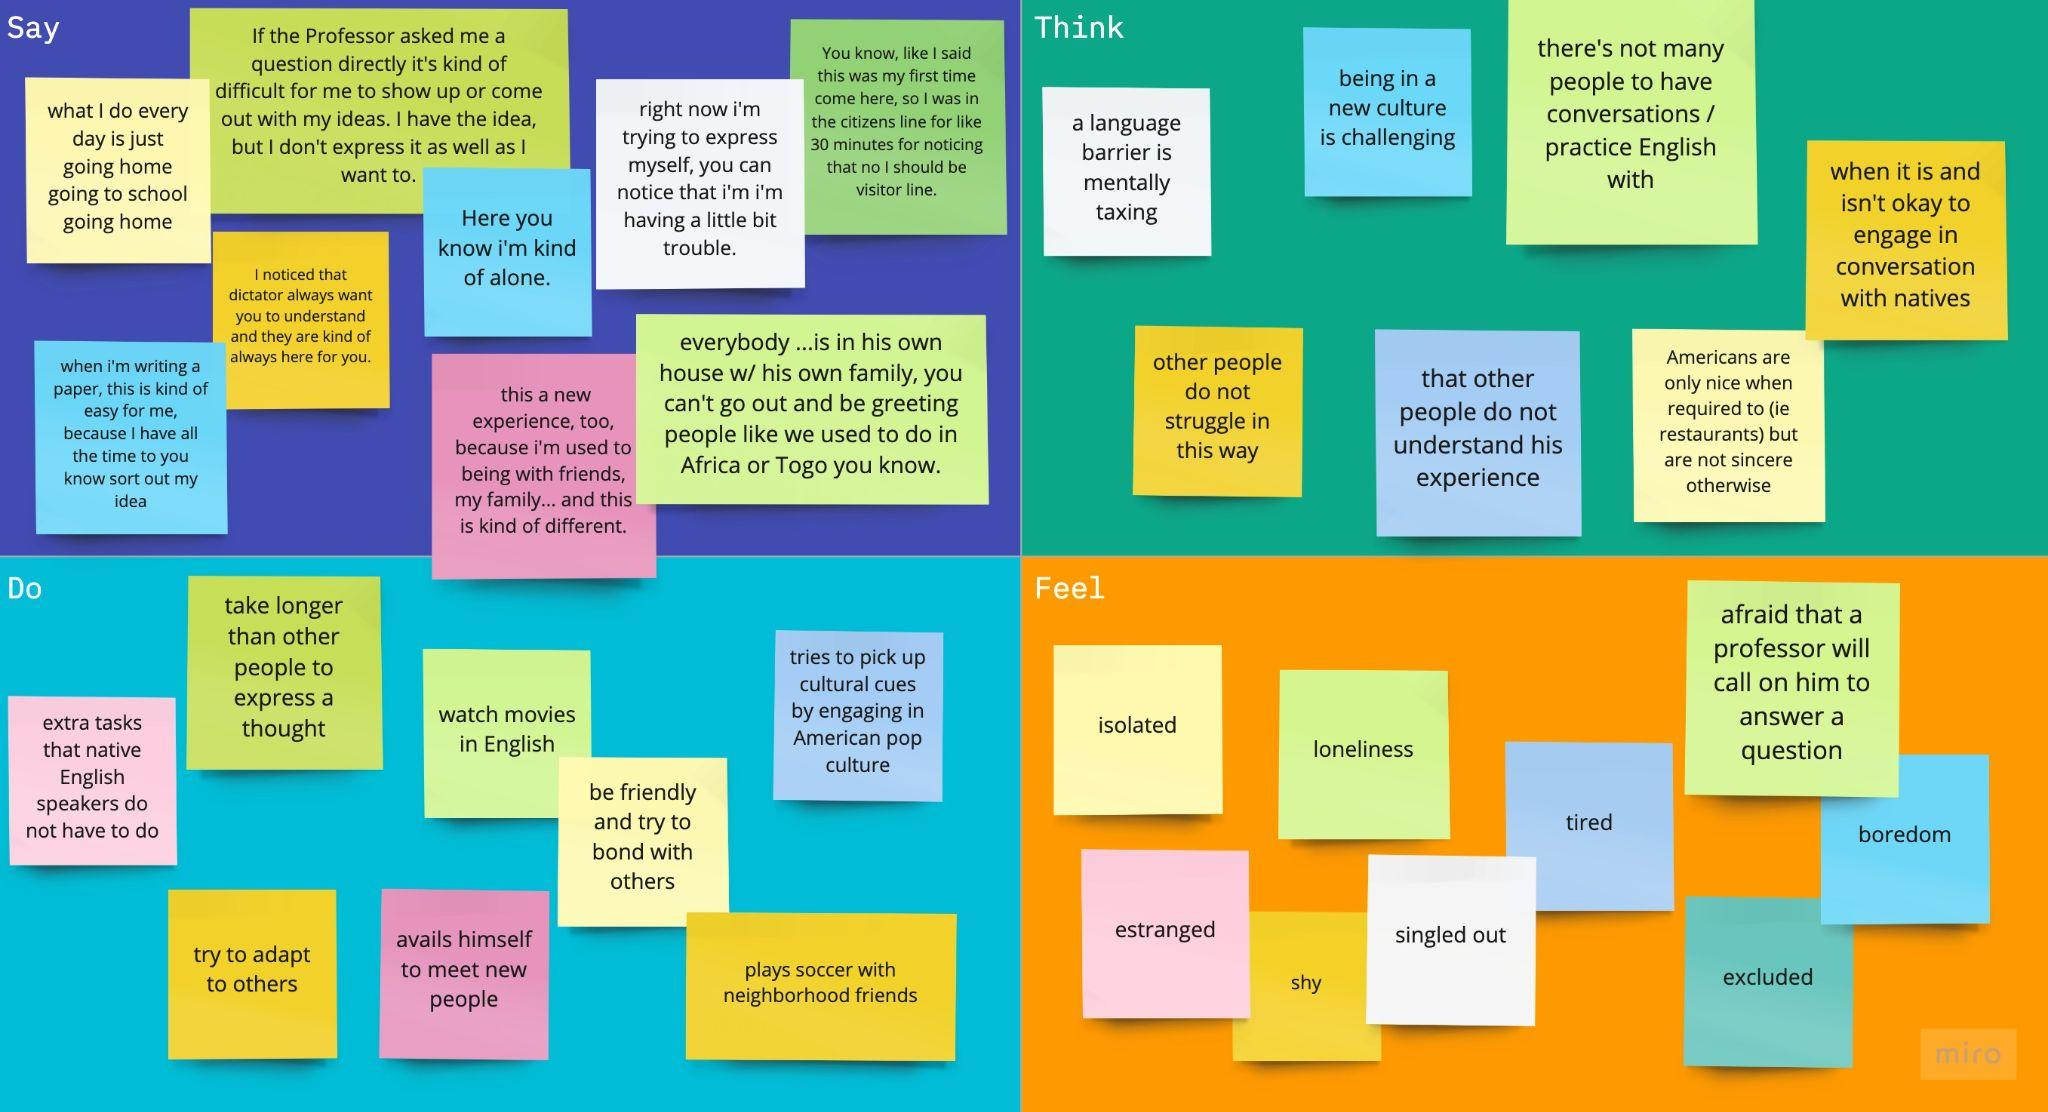 Say
what I do every
day is just
going home
going to school
going home
If the Professor asked me a
question directly it's kind of
difficult for me to show up or come
out with my ideas. I have the idea,
but I don't express it as well as I
want to.
Here you
know i'm kind
of alone.
right now i'm
trying to express
myself, you can
notice that i'm i'm
having a little bit
trouble.
You know, like I said
this was my first time
come here, so I was in
the citizens line for like
30 minutes for noticing
that no I should be
visitor line.
I noticed that
dictator always want
you to understand
and they are kind of
always here for you.
when i'm writing a
paper, this is kind of
easy for me,
because I have all
the time to you
know sort out my
idea
this a new
experience, too,
because i'm used to
being with friends,
my family... and this
is kind of different.
everybody ...is in his own
house w/ his own family, you
can't go out and be greeting
people like we used to do in
Africa or Togo you know.
Think
a language
barrier is
mentally
taxing
being in a
new culture
is challenging
there's not many
people to have
conversations /
practice English
with
when it is and
isn't okay to
engage in
conversation
with natives
other people
do not
struggle in
this way
that other
people do not
understand his
experience
Americans are
only nice when
required to (ie
restaurants) but
are not sincere
otherwise
Do
extra tasks
that native
English
speakers do
not have to do
take longer
than other
people to
express a
thought
watch movies
in English
be friendly
and try to
bond with
others
tries to pick up
cultural cues
by engaging in
American pop
culture
try to adapt
to others
avails himself
to meet new
people
plays soccer with
neighborhood friends
Feel
isolated
loneliness
tired
afraid that a
professor will
call on him to
answer a
question
boredom
estranged
shy
singled out
excluded
miro